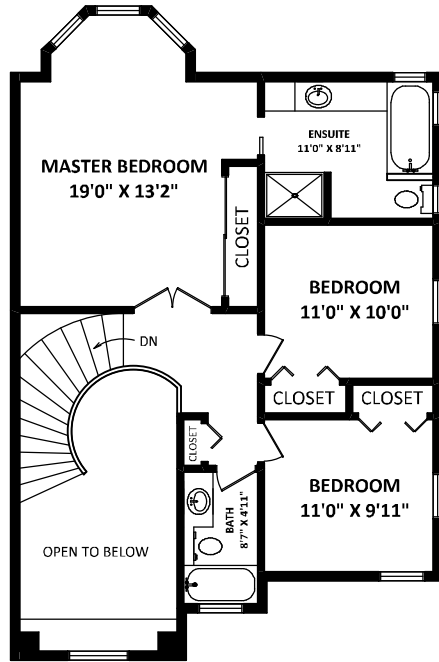 ENSUITE
11'0" X 8'11"
MASTER BEDROOM
19'0" X 13'2"
CLOSET
BEDROOM
11'0" X 10'0"
DN
CLOSET
CLOSET
CLOSET
BEDROOM
11'0" X 9'11"
BATH
8'7" X 4'11"
OPEN TO BELOW